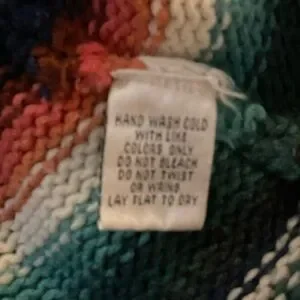 HAND WASH COLD
WITH LIKE
COLORS ONLY
DO NOT BLEACH
DO NOT TWIST
OR WRING
LAY FLAT TO DRY